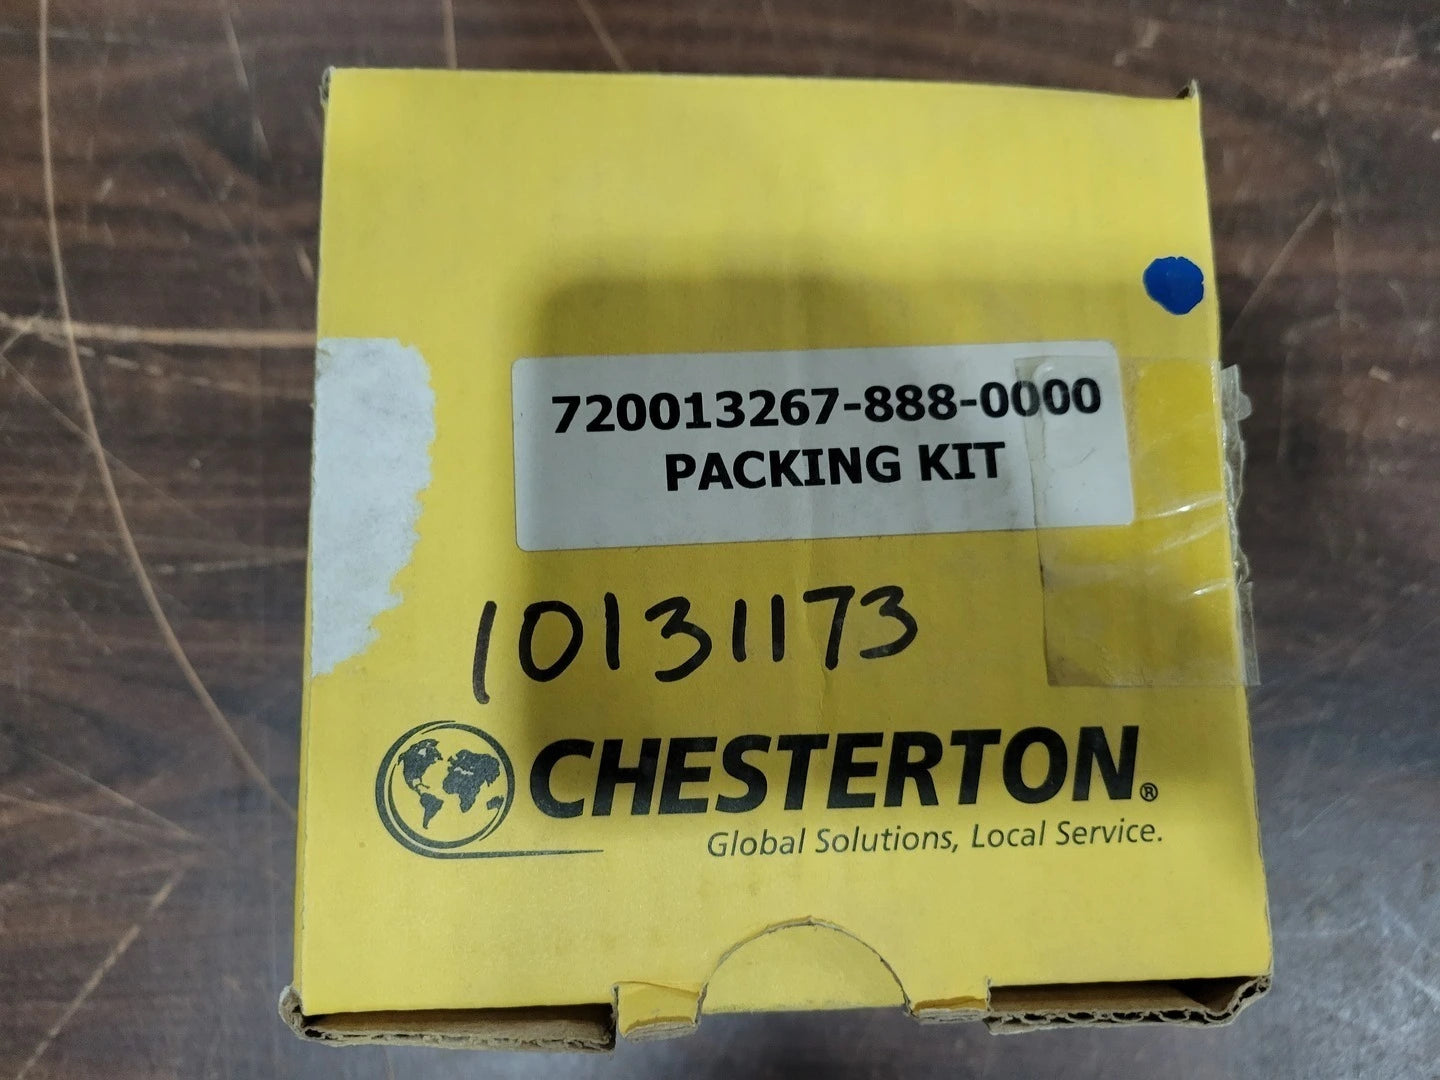 720013267-888-0000
PACKING KIT
10131173
CHESTERTON®
Global Solutions, Local Service.